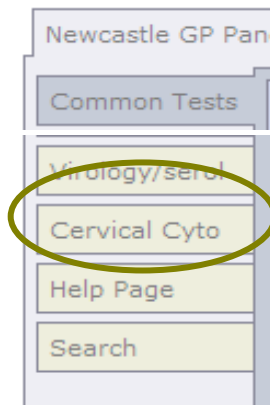 Newcastle GP Pan
Common Tests
Virology/serol
Cervical Cyto
Help Page
Search